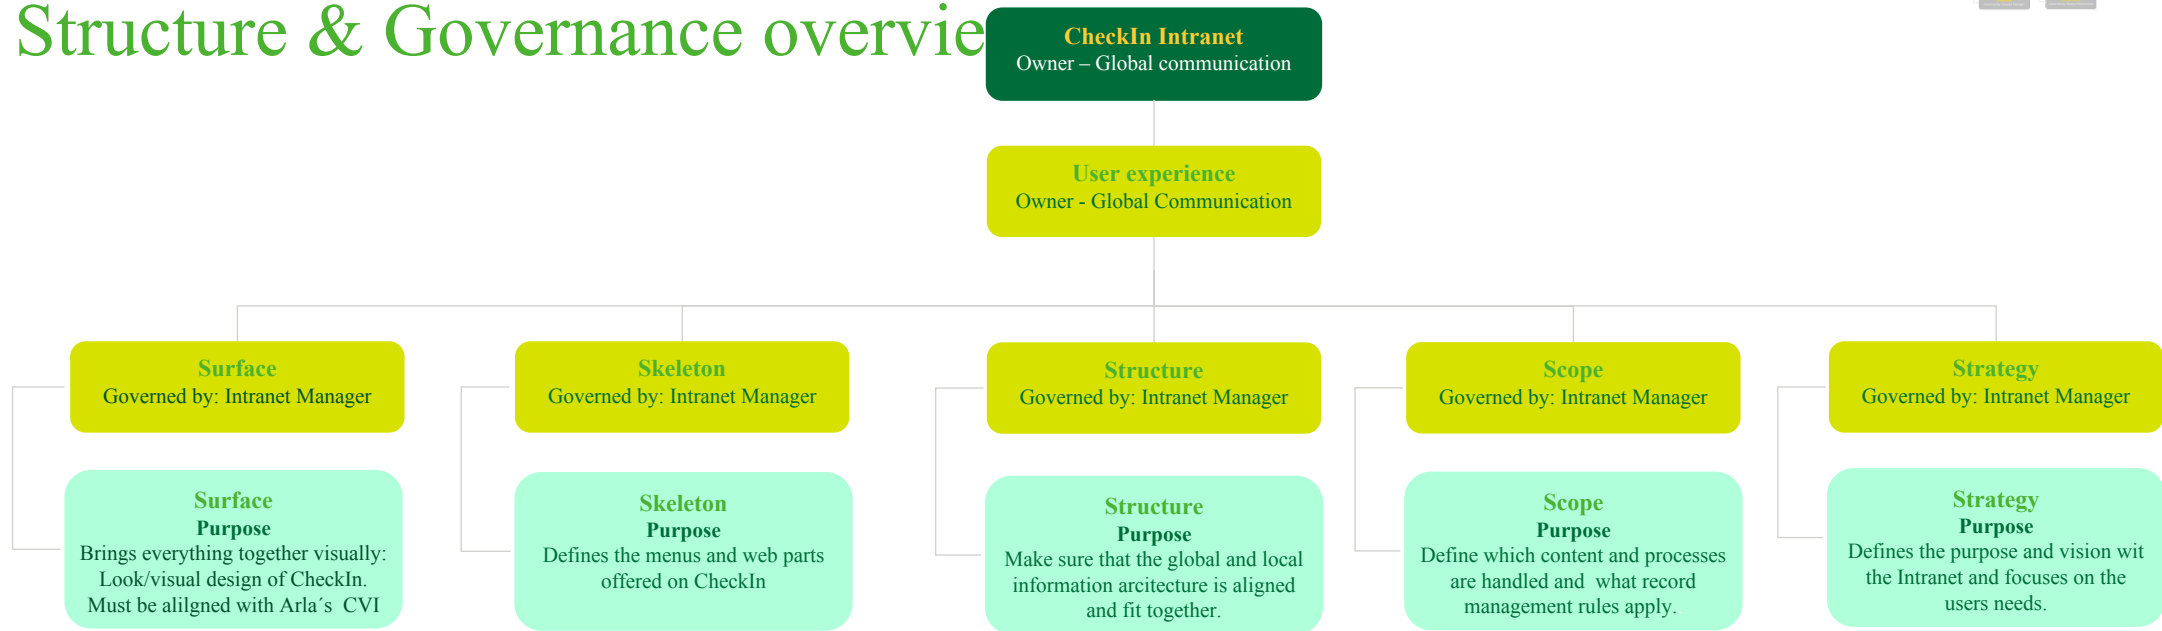 Structure & Governance overvie
CheckIn Intranet
Owner – Global communication
User experience
Owner - Global Communication
Surface
Governed by: Intranet Manager
Skeleton
Governed by: Intranet Manager
Structure
Governed by: Intranet Manager
Scope
Governed by: Intranet Manager
Strategy
Governed by: Intranet Manager
Surface
Purpose
Brings everything together visually:
Look/visual design of CheckIn.
Must be alilgned with Arla´s  CVI
Skeleton
Purpose
Defines the menus and web parts
offered on CheckIn
Structure
Purpose
Make sure that the global and local
information arcitecture is aligned
and fit together.
Scope
Purpose
Define which content and processes
are handled and  what record
management rules apply.
Strategy
Purpose
Defines the purpose and vision wit
the Intranet and focuses on the
users needs.